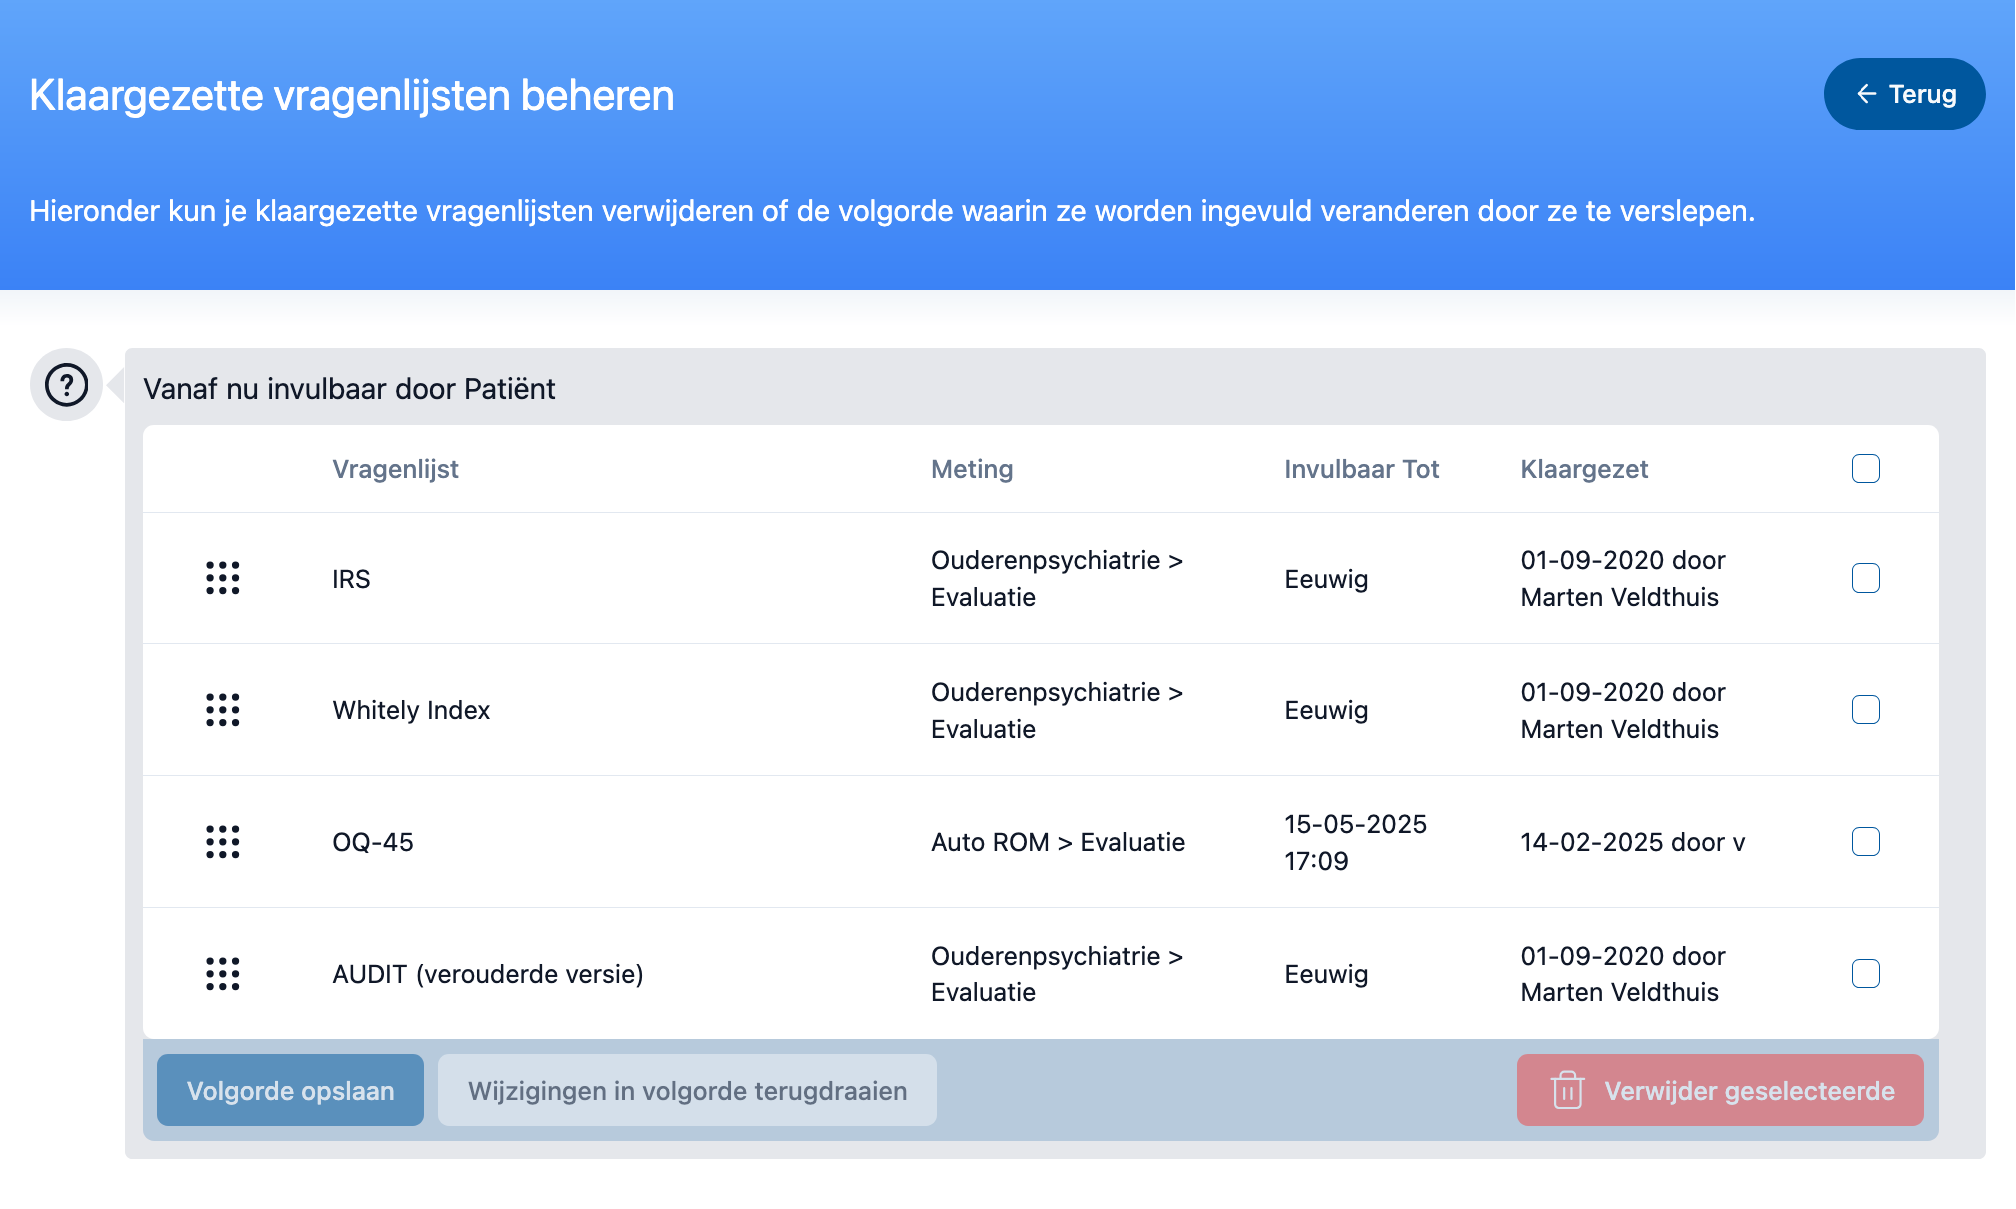 Klaargezette vragenlijsten beheren
Terug
Hieronder kun je klaargezette vragenlijsten verwijderen of de volgorde waarin ze worden ingevuld veranderen door ze te verslepen.
?
Vanaf nu invulbaar door Patiënt
Vragenlijst Meting Invulbaar Tot Klaargezet
IRS
Ouderenpsychiatrie >
Evaluatie
Eeuwig
01-09-2020 door
Marten Veldthuis
Whitely Index
Ouderenpsychiatrie >
Evaluatie
Eeuwig
01-09-2020 door
Marten Veldthuis
OQ-45
Auto ROM > Evaluatie
15-05-2025
17:09
14-02-2025 door v
AUDIT (verouderde versie)
Ouderenpsychiatrie >
Evaluatie
Eeuwig
01-09-2020 door
Marten Veldthuis
Volgorde opslaan
Wijzigingen in volgorde terugdraaien
Verwijder geselecteerde